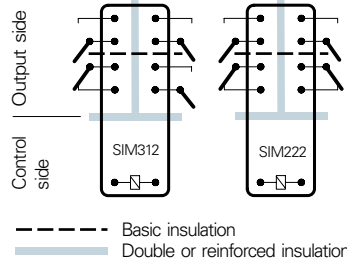 Output side
Control
side
SIM312
SIM222
Basic insulation
Double or reinforced insulation